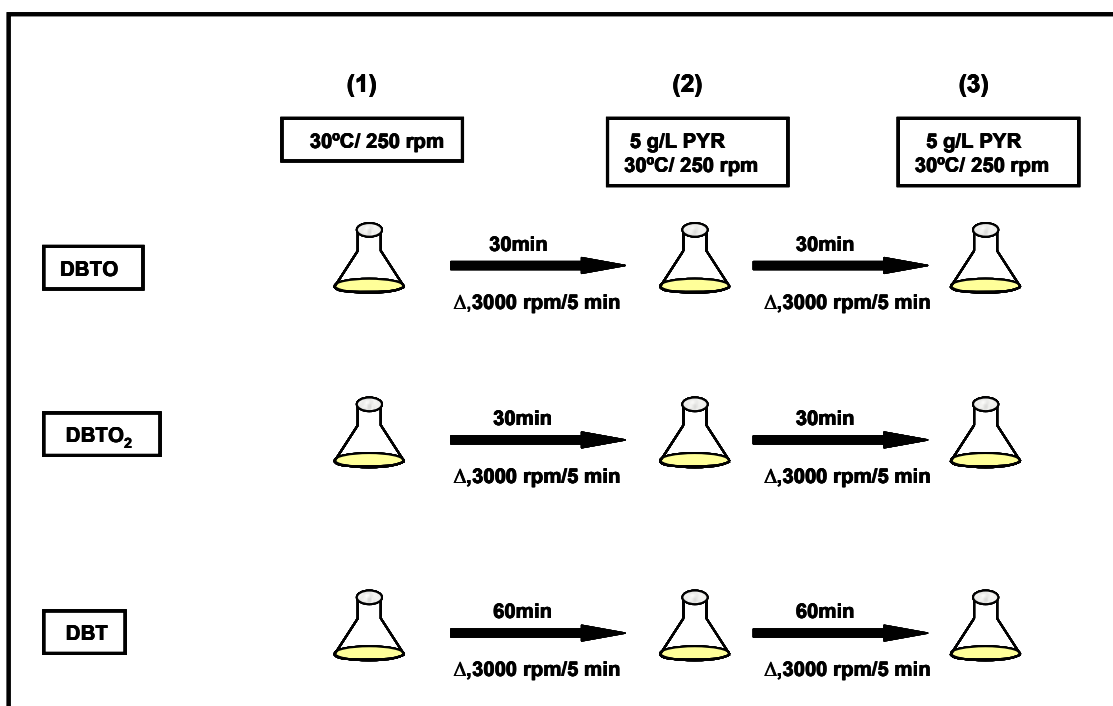 (1) (2) (3)
30ºC/ 250 rpm
5 g/L PYR
30ºC/ 250 rpm
5 g/L PYR
30ºC/ 250 rpm
DBTO
30min
Δ,3000 rpm/5 min
30min
Δ,3000 rpm/5 min
DBTO₂
30min
Δ,3000 rpm/5 min
30min
Δ,3000 rpm/5 min
DBT
60min
Δ,3000 rpm/5 min
60min
Δ,3000 rpm/5 min